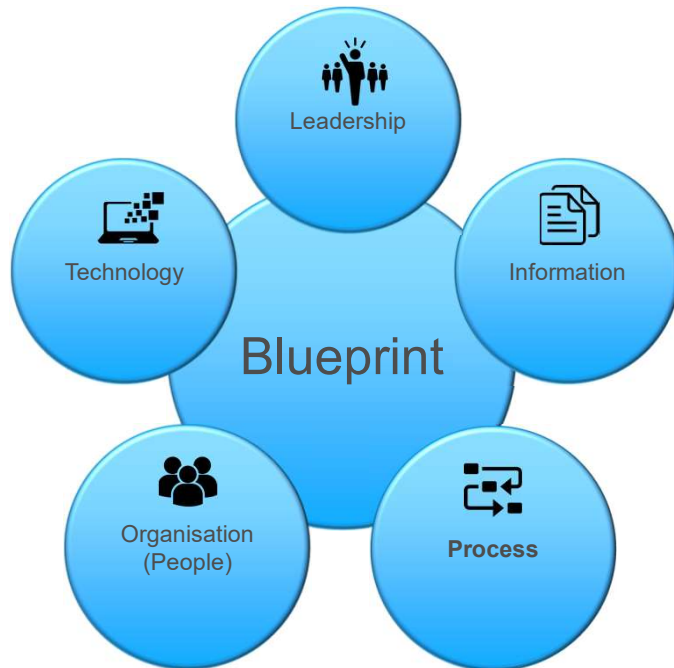 Leadership
Technology
Information
Blueprint
Organisation
(People)
Process